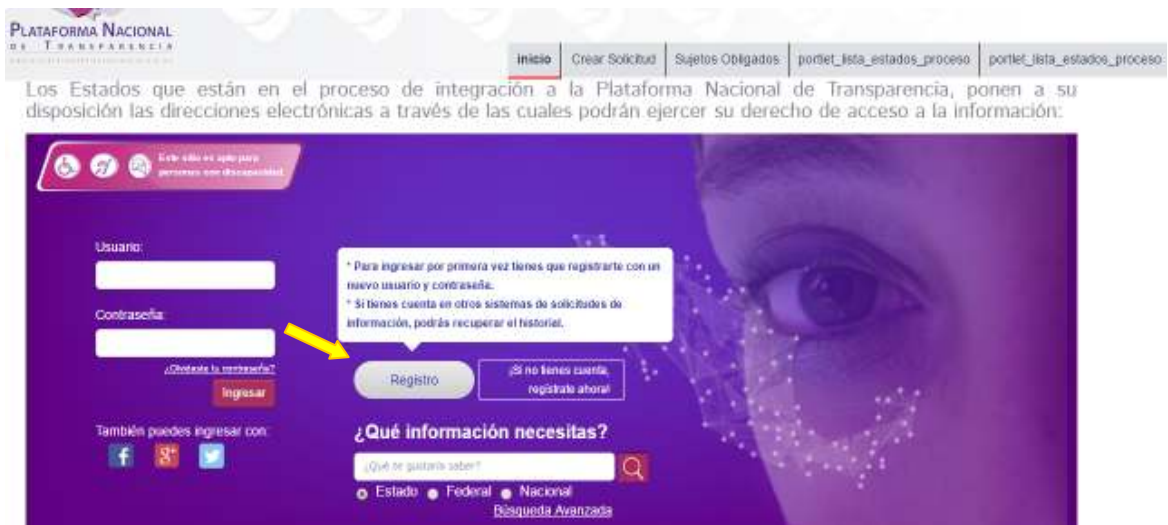 PLATAFORMA NACIONAL
DE TRANSPARENCIA
inicio Crear Solicitud Sujetos Obligados portlet_lista_estados_proceso portlet_lista_estados_proceso
Los Estados que están en el proceso de integración a la Plataforma Nacional de Transparencia, ponen a su
disposición las direcciones electrónicas a través de las cuales podrán ejercer su derecho de acceso a la información:
Este sitio es apto para
personas con discapacidad.
Usuario:
* Para ingresar por primera vez tienes que registrarte con un
nuevo usuario y contraseña.
* Si tienes cuenta en otros sistemas de solicitudes de
información, podrás recuperar el historial.
Contraseña:
¿Olvidaste tu contraseña?
Ingresar
Registro
¡Si no tienes cuenta,
regístrate ahora!
También puedes ingresar con:
¿Qué información necesitas?
¿Qué te gustaría saber?
Estado Federal Nacional
Búsqueda Avanzada